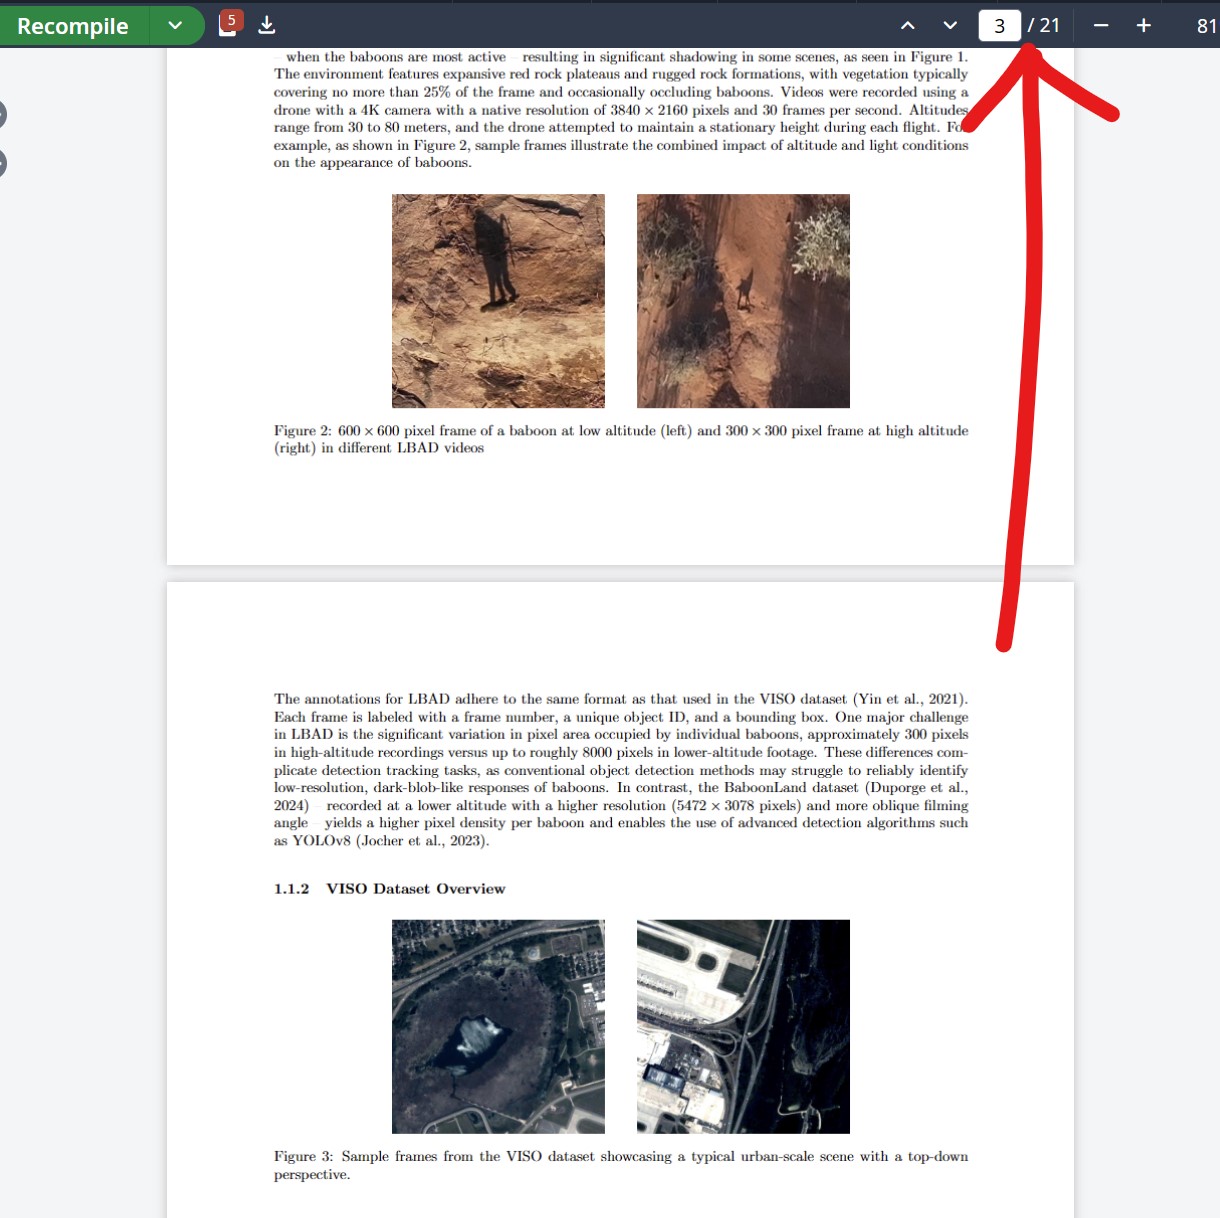 Recompile
5
3 / 21
81
when the baboons are most active resulting in significant shadowing in some scenes, as seen in Figure 1.
The environment features expansive red rock plateaus and rugged rock formations, with vegetation typically
covering no more than 25% of the frame and occasionally occluding baboons. Videos were recorded using a
drone with a 4K camera with a native resolution of 3840 × 2160 pixels and 30 frames per second. Altitudes
range from 30 to 80 meters, and the drone attempted to maintain a stationary height during each flight. Fo
example, as shown in Figure 2, sample frames illustrate the combined impact of altitude and light conditions
on the appearance of baboons.
Figure 2: 600 × 600 pixel frame of a baboon at low altitude (left) and 300 × 300 pixel frame at high altitude
(right) in different LBAD videos
The annotations for LBAD adhere to the same format as that used in the VISO dataset (Yin et al., 2021).
Each frame is labeled with a frame number, a unique object ID, and a bounding box. One major challenge
in LBAD is the significant variation in pixel area occupied by individual baboons, approximately 300 pixels
in high-altitude recordings versus up to roughly 8000 pixels in lower-altitude footage. These differences com-
plicate detection tracking tasks, as conventional object detection methods may struggle to reliably identify
low-resolution, dark-blob-like responses of baboons. In contrast, the BaboonLand dataset (Duporge et al.,
2024) recorded at a lower altitude with a higher resolution (5472 × 3078 pixels) and more oblique filming
angle yields a higher pixel density per baboon and enables the use of advanced detection algorithms such
as YOLOv8 (Jocher et al., 2023).
1.1.2 VISO Dataset Overview
Figure 3: Sample frames from the VISO dataset showcasing a typical urban-scale scene with a top-down
perspective.